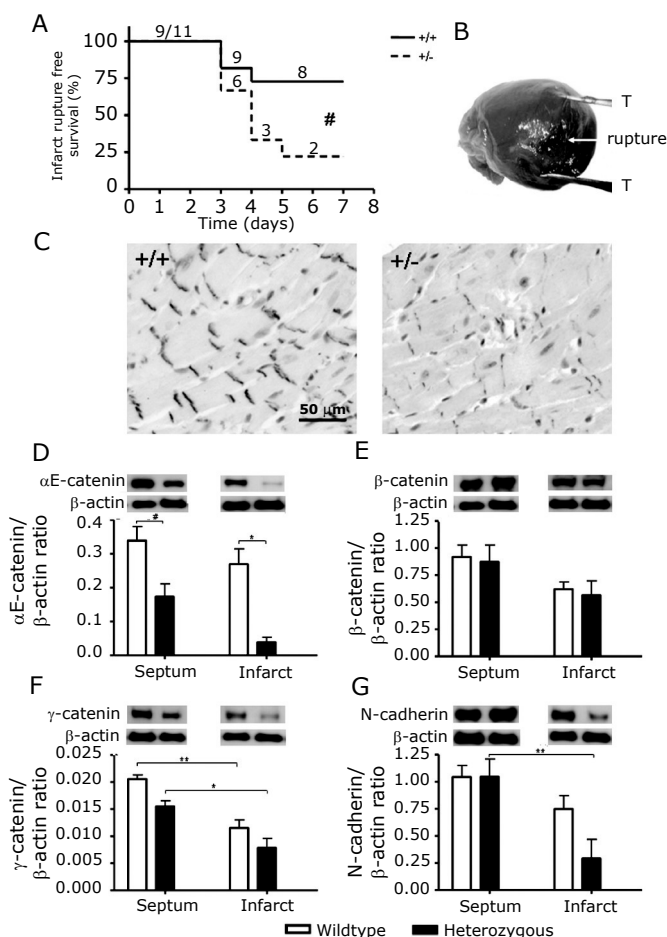 A
Infarct rupture free
survival (%)
100
75
50
25
0
9/11
9
8
6
3
2
#
0 1 2 3 4 5 6 7 8
Time (days)
+/+
+/-
B
T
rupture
T
C
+/+
50 μm
+/-
D
αE-catenin
β-actin
αE-catenin/
β-actin ratio
0.4
0.3
0.2
0.1
0.0
#
*
Septum Infarct
E
β-catenin
β-actin
β-catenin/
β-actin ratio
1.25
1.00
0.75
0.50
0.25
0.00
Septum Infarct
F
γ-catenin
β-actin
γ-catenin/
β-actin ratio
0.020
0.015
0.010
0.005
0.000
**
*
Septum Infarct
G
N-cadherin
β-actin
N-cadherin/
β-actin ratio
1.25
1.00
0.75
0.50
0.25
0.00
**
Septum Infarct
Wildtype Heterozygous